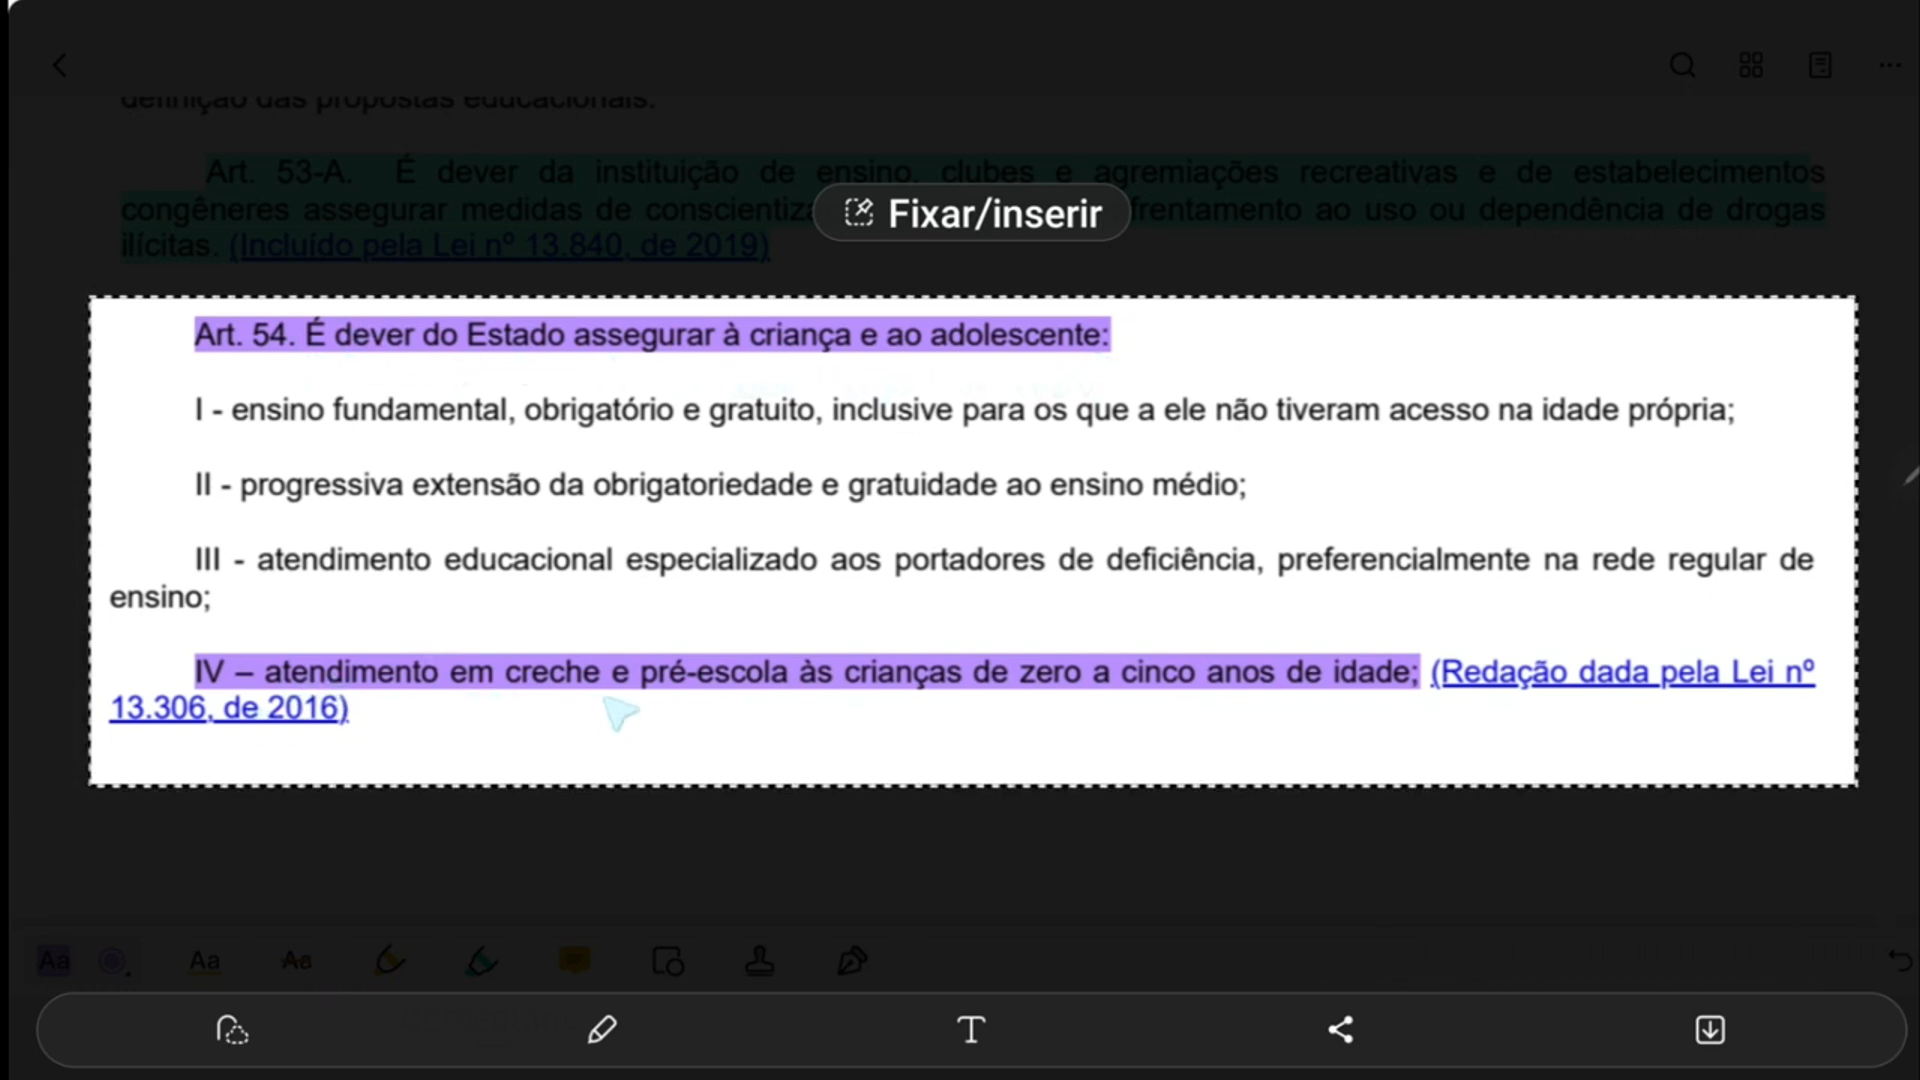 definição das propostas educacionais.
Art. 53-A. É dever da instituição de ensino, clubes e agremiações recreativas e de estabelecimentos
congêneres assegurar medidas de frentamento ao uso ou dependência de drogas
ilícitas. (Incluído pela Lei nº 13.840, de 2019)
Fixar/inserir
Art. 54. É dever do Estado assegurar à criança e ao adolescente:
I - ensino fundamental, obrigatório e gratuito, inclusive para os que a ele não tiveram acesso na idade própria;
II - progressiva extensão da obrigatoriedade e gratuidade ao ensino médio;
III - atendimento educacional especializado aos portadores de deficiência, preferencialmente na rede regular de
ensino;
IV – atendimento em creche e pré-escola às crianças de zero a cinco anos de idade; (Redação dada pela Lei nº
13.306, de 2016)
Aa Aa Aa
T